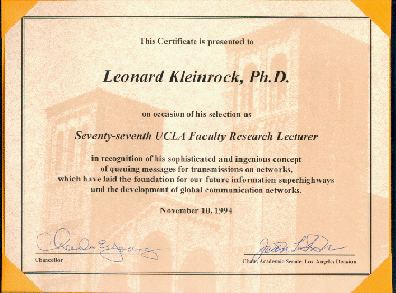 This Certificate is presented to
Leonard Kleinrock, Ph.D.
on occasion of his selection as
Seventy-seventh UCLA Faculty Research Lecturer
in recognition of his sophisticated and ingenious concept
of queuing messages for transmissions on networks,
which have laid the foundation for our future information superhighways
and the development of global communication networks.
November 10, 1994
Chancellor
Chair, Academic Senate, Los Angeles Division